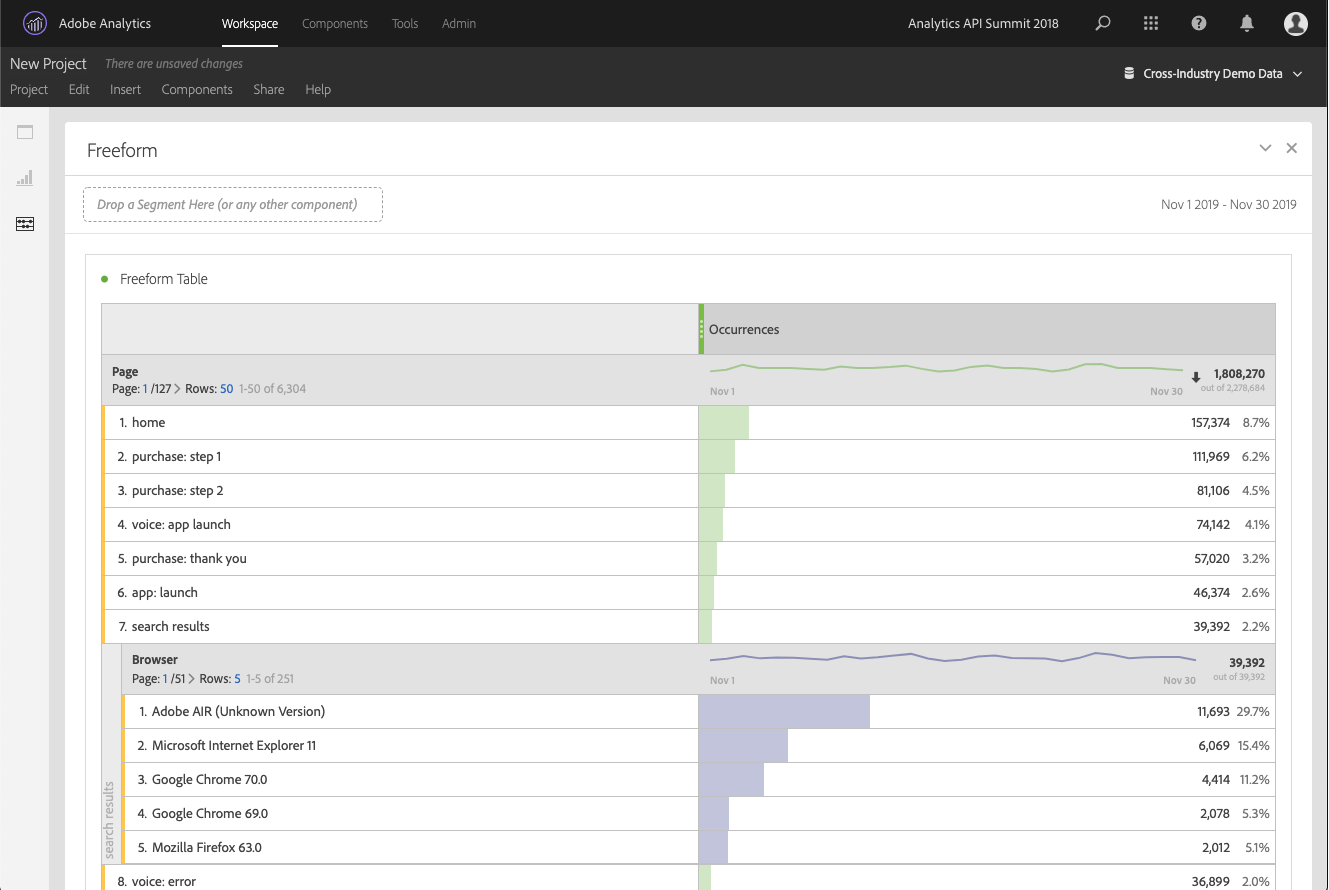 Adobe Analytics Workspace Components Tools Admin Analytics API Summit 2018
New Project There are unsaved changes
Cross-Industry Demo Data
Project Edit Insert Components Share Help
Freeform
Drop a Segment Here (or any other component) Nov 1 2019 - Nov 30 2019
Freeform Table
Occurrences
Page
Page: 1 /127 > Rows: 50 1-50 of 6,304
Nov 1 Nov 30
1,808,270
out of 2,278,684
1. home 157,374 8.7%
2. purchase: step 1 111,969 6.2%
3. purchase: step 2 81,106 4.5%
4. voice: app launch 74,142 4.1%
5. purchase: thank you 57,020 3.2%
6. app: launch 46,374 2.6%
7. search results 39,392 2.2%
Browser
Page: 1 /51 > Rows: 5 1-5 of 251
Nov 1 Nov 30
39,392
out of 39,392
search results
1. Adobe AIR (Unknown Version) 11,693 29.7%
2. Microsoft Internet Explorer 11 6,069 15.4%
3. Google Chrome 70.0 4,414 11.2%
4. Google Chrome 69.0 2,078 5.3%
5. Mozilla Firefox 63.0 2,012 5.1%
8. voice: error 36,899 2.0%